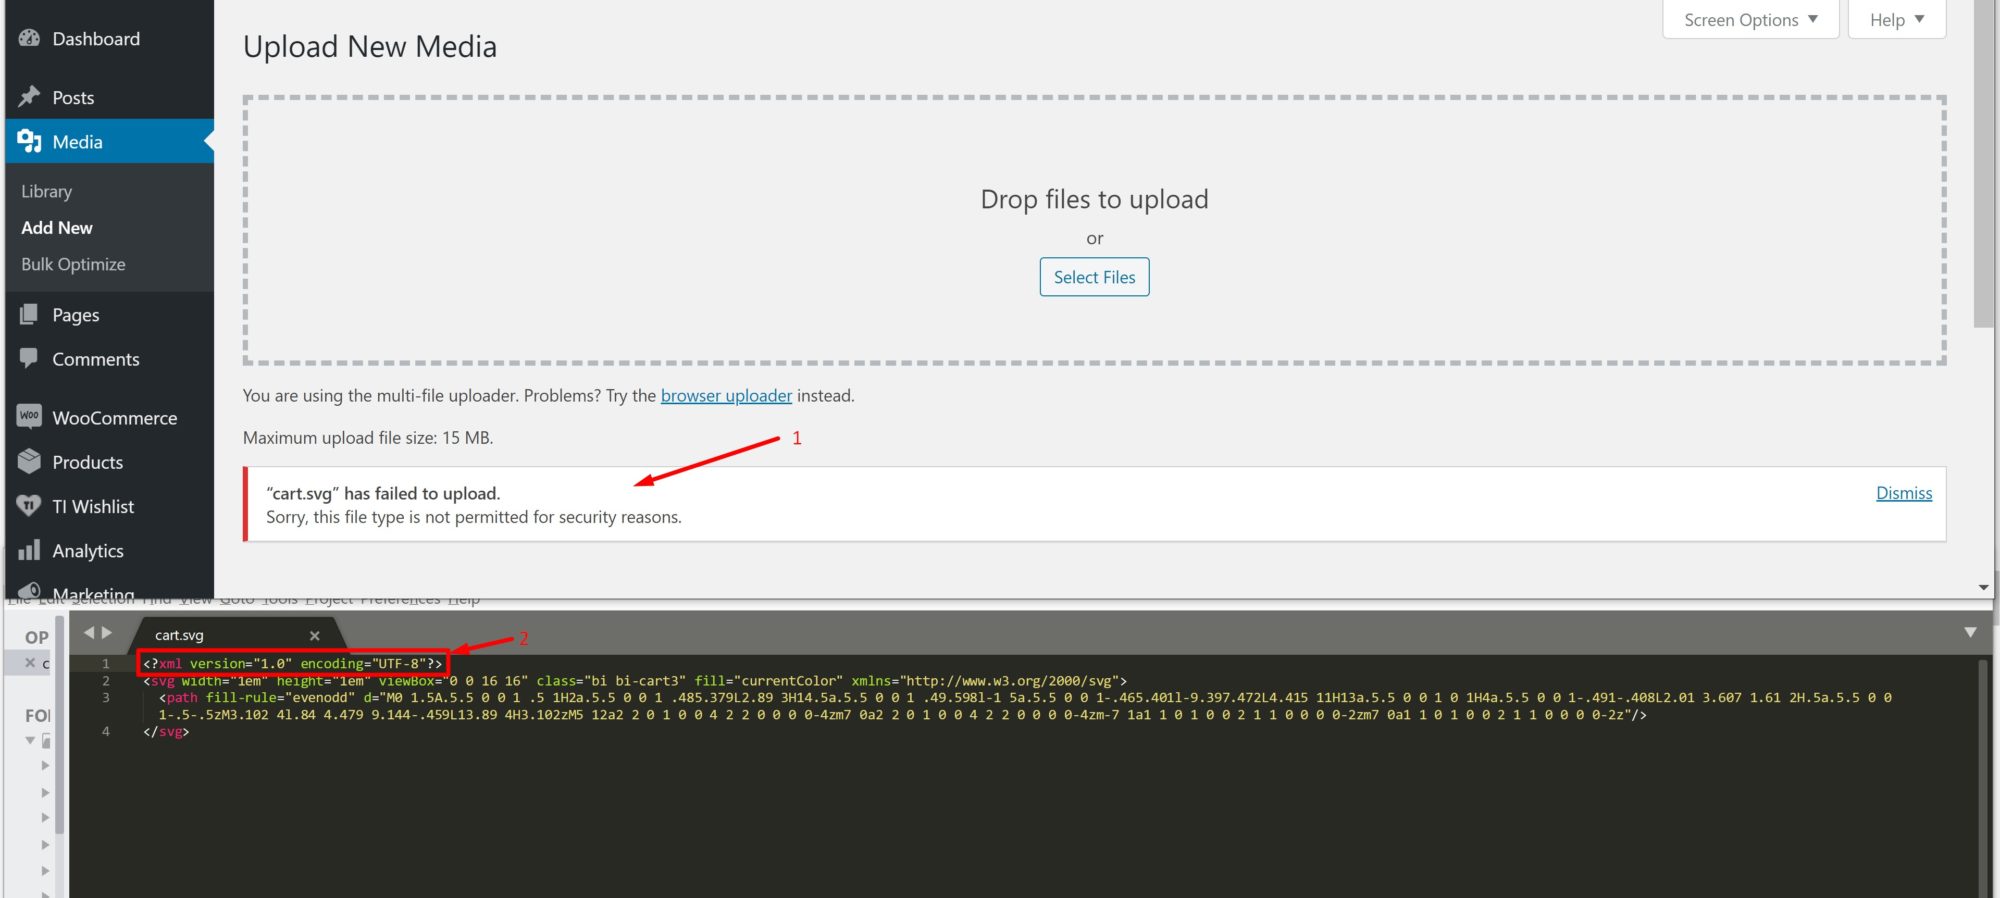 Screen Options
Help
Dashboard
Upload New Media
Posts
Media
Library
Add New
Bulk Optimize
Pages
Comments
WOO WooCommerce
Products
TI TI Wishlist
Analytics
Marketing
Drop files to upload
or
Select Files
You are using the multi-file uploader. Problems? Try the browser uploader instead.
Maximum upload file size: 15 MB.
1
“cart.svg” has failed to upload.
Dismiss
Sorry, this file type is not permitted for security reasons.
File Edit Selection Find View Goto Tools Project Preferences Help
OP
cart.svg
2
c
1 <?xml version="1.0" encoding="UTF-8"?>
2 <svg width="1em" height="1em" viewBox="0 0 16 16" class="bi bi-cart3" fill="currentColor" xmlns="http://www.w3.org/2000/svg">
3 <path fill-rule="evenodd" d="M0 1.5A.5.5 0 0 1 .5 1H2a.5.5 0 0 1 .485.379L2.89 3H14.5a.5.5 0 0 1 .49.598l-1 5a.5.5 0 0 1-.465.401l-9.397.472L4.415 11H13a.5.5 0 0 1 0 1H4a.5.5 0 0 1-.491-.408L2.01 3.607 1.61 2H.5a.5.5 0 0
1-.5-.5zM3.102 4l.84 4.479 9.144-.459L13.89 4H3.102zM5 12a2 2 0 1 0 0 4 2 2 0 0 0 0-4zm7 0a2 2 0 1 0 0 4 2 2 0 0 0 0-4zm-7 1a1 1 0 1 0 0 2 1 1 0 0 0 0-2zm7 0a1 1 0 1 0 0 2 1 1 0 0 0 0-2z"/>
4 </svg>
FOL